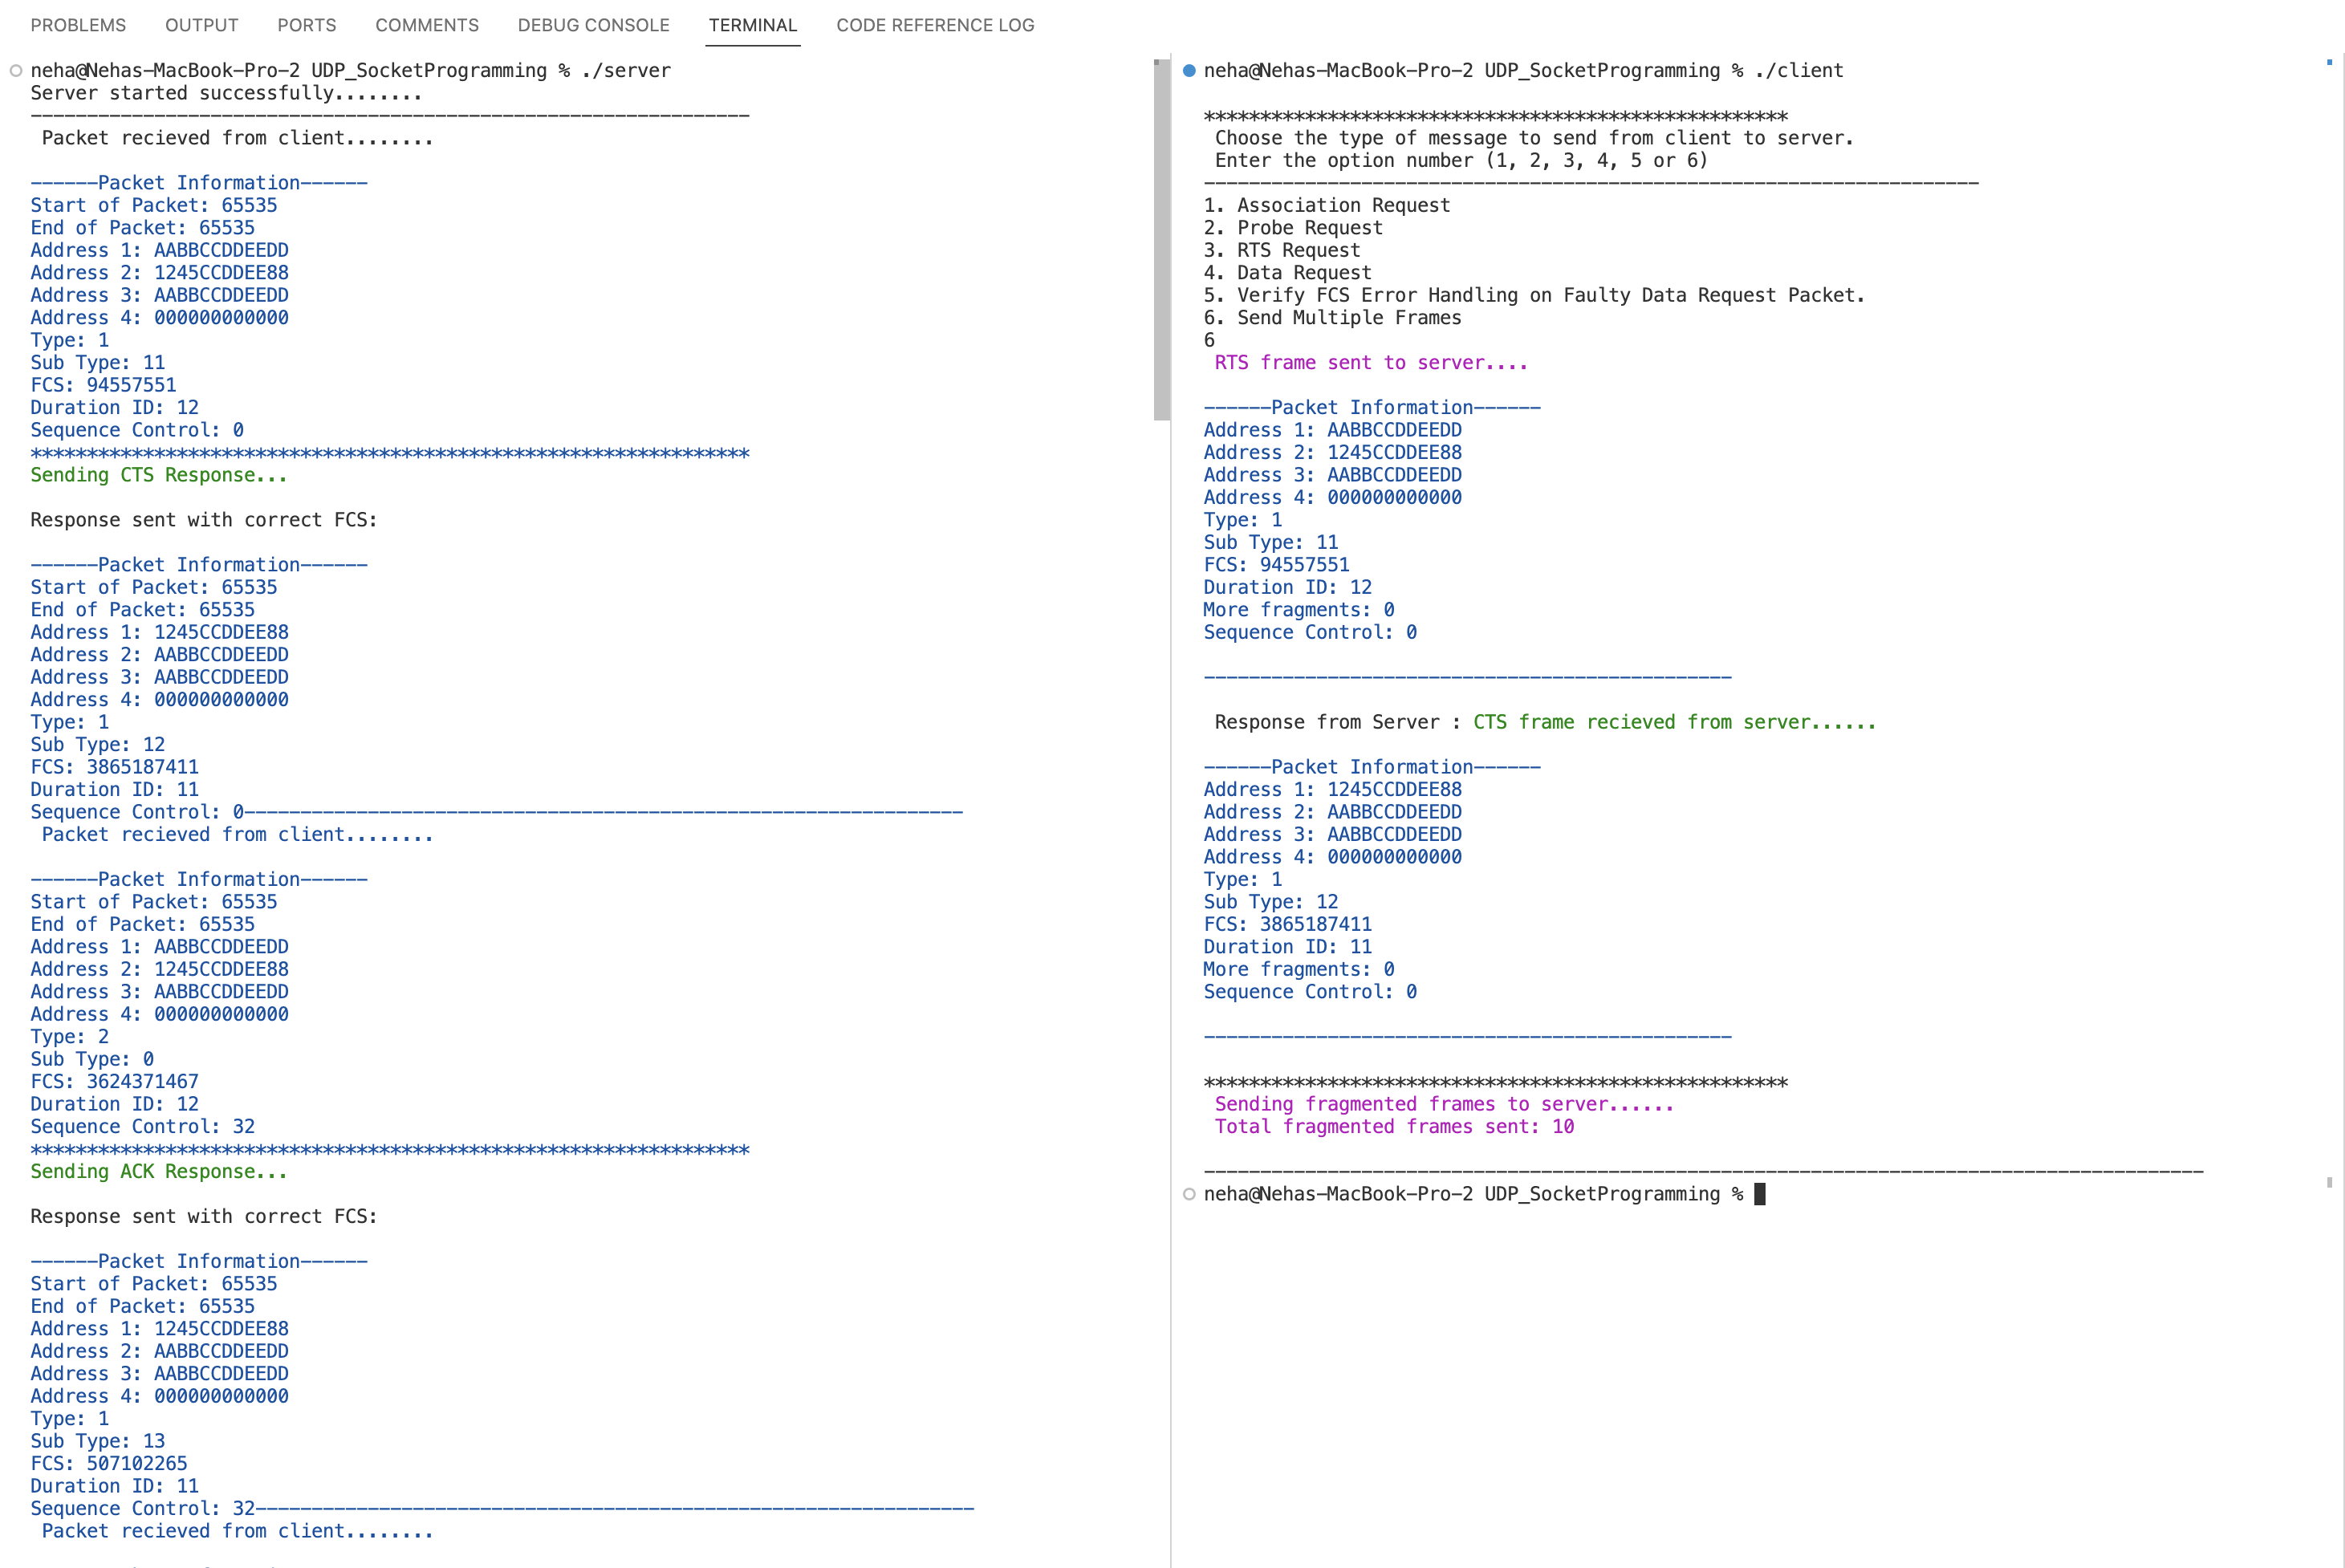 PROBLEMS OUTPUT PORTS COMMENTS DEBUG CONSOLE TERMINAL CODE REFERENCE LOG
neha@Nehas-MacBook-Pro-2 UDP_SocketProgramming % ./server
Server started successfully........
----------------------------------------------------------------
Packet recieved from client........
------Packet Information------
Start of Packet: 65535
End of Packet: 65535
Address 1: AABBCCDDEEDD
Address 2: 1245CCDDEE88
Address 3: AABBCCDDEEDD
Address 4: 000000000000
Type: 1
Sub Type: 11
FCS: 94557551
Duration ID: 12
Sequence Control: 0
****************************************************************
Sending CTS Response...
Response sent with correct FCS:
------Packet Information------
Start of Packet: 65535
End of Packet: 65535
Address 1: 1245CCDDEE88
Address 2: AABBCCDDEEDD
Address 3: AABBCCDDEEDD
Address 4: 000000000000
Type: 1
Sub Type: 12
FCS: 3865187411
Duration ID: 11
Sequence Control: 0----------------------------------------------------------------
Packet recieved from client........
------Packet Information------
Start of Packet: 65535
End of Packet: 65535
Address 1: AABBCCDDEEDD
Address 2: 1245CCDDEE88
Address 3: AABBCCDDEEDD
Address 4: 000000000000
Type: 2
Sub Type: 0
FCS: 3624371467
Duration ID: 12
Sequence Control: 32
****************************************************************
Sending ACK Response...
Response sent with correct FCS:
------Packet Information------
Start of Packet: 65535
End of Packet: 65535
Address 1: 1245CCDDEE88
Address 2: AABBCCDDEEDD
Address 3: AABBCCDDEEDD
Address 4: 000000000000
Type: 1
Sub Type: 13
FCS: 507102265
Duration ID: 11
Sequence Control: 32----------------------------------------------------------------
Packet recieved from client........
neha@Nehas-MacBook-Pro-2 UDP_SocketProgramming % ./client
****************************************************
Choose the type of message to send from client to server.
Enter the option number (1, 2, 3, 4, 5 or 6)
---------------------------------------------------------------------
1. Association Request
2. Probe Request
3. RTS Request
4. Data Request
5. Verify FCS Error Handling on Faulty Data Request Packet.
6. Send Multiple Frames
6
RTS frame sent to server....
------Packet Information------
Address 1: AABBCCDDEEDD
Address 2: 1245CCDDEE88
Address 3: AABBCCDDEEDD
Address 4: 000000000000
Type: 1
Sub Type: 11
FCS: 94557551
Duration ID: 12
More fragments: 0
Sequence Control: 0
-----------------------------------------------
Response from Server : CTS frame recieved from server......
------Packet Information------
Address 1: 1245CCDDEE88
Address 2: AABBCCDDEEDD
Address 3: AABBCCDDEEDD
Address 4: 000000000000
Type: 1
Sub Type: 12
FCS: 3865187411
Duration ID: 11
More fragments: 0
Sequence Control: 0
-----------------------------------------------
****************************************************
Sending fragmented frames to server......
Total fragmented frames sent: 10
-----------------------------------------------------------------------------------------
neha@Nehas-MacBook-Pro-2 UDP_SocketProgramming %